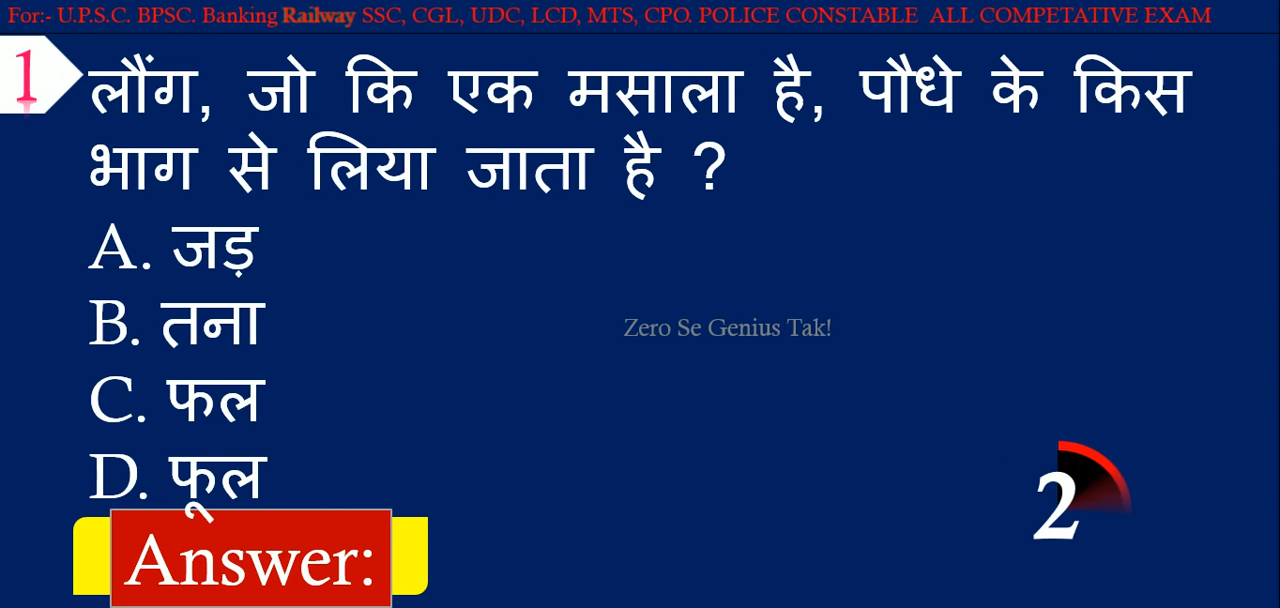 For:- U.P.S.C. BPSC. Banking Railway SSC, CGL, UDC, LCD, MTS, CPO. POLICE CONSTABLE ALL COMPETATIVE EXAM
1
लौंग, जो कि एक मसाला है, पौधे के किस
भाग से लिया जाता है ?
A. जड़
B. तना
Zero Se Genius Tak!
C. फल
D. फूल
2
Answer: